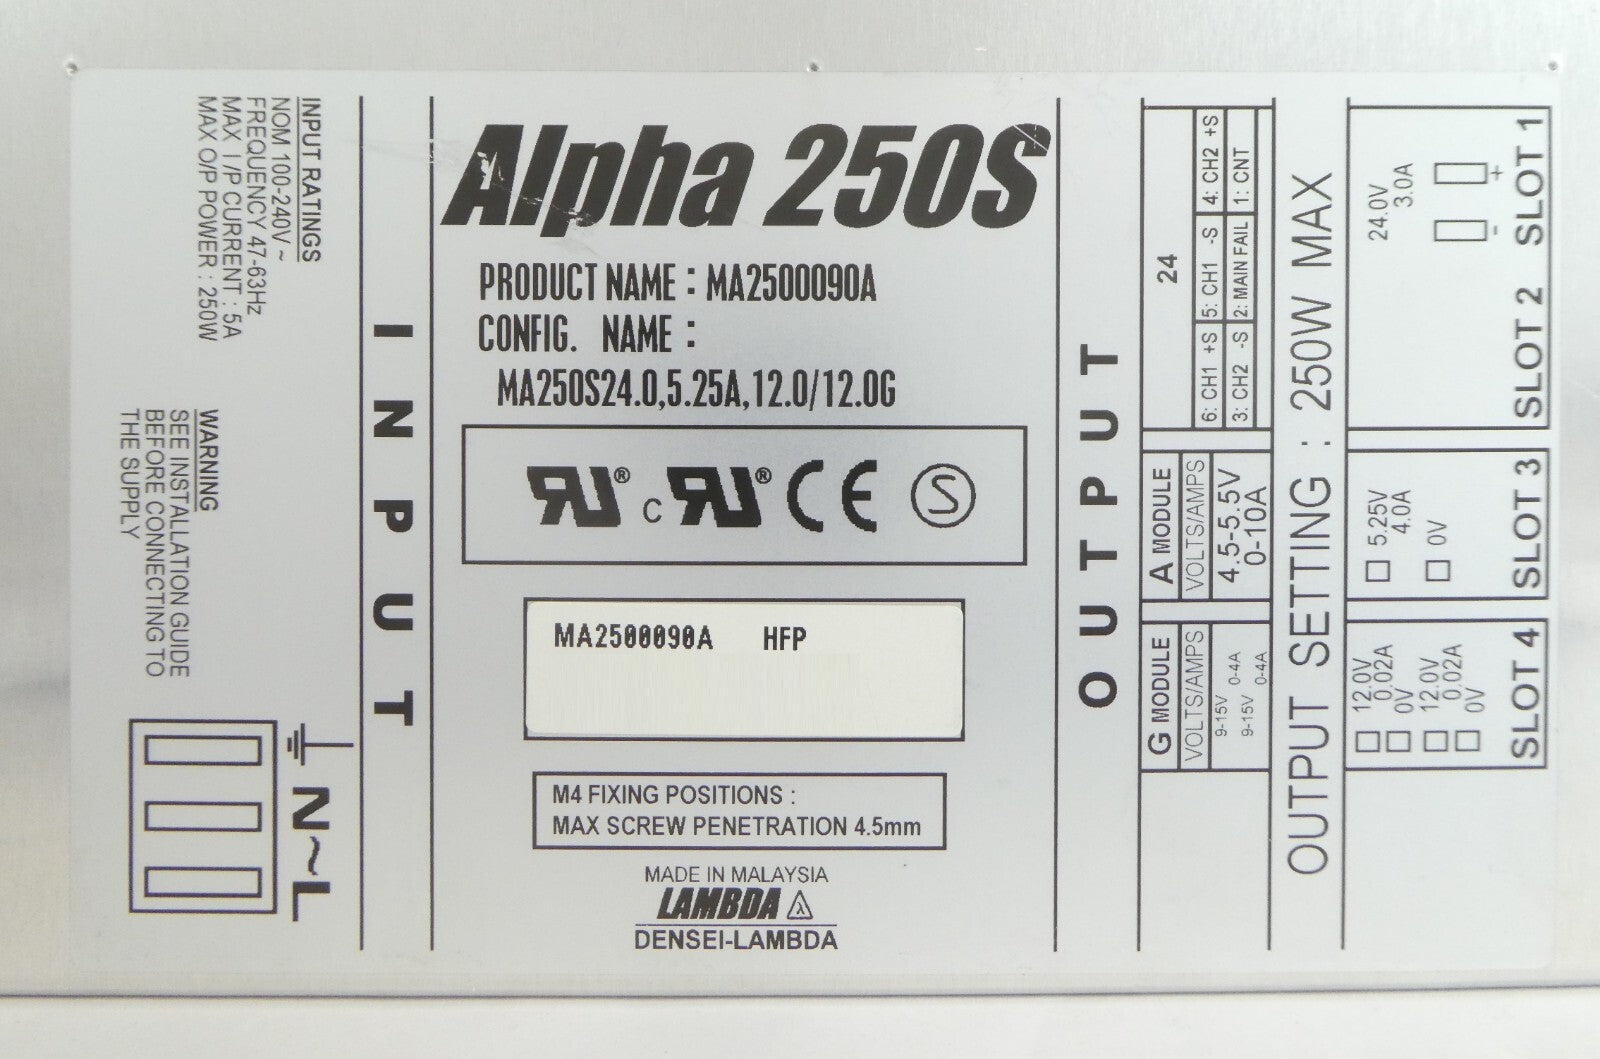 INPUT RATINGS
NOM 100-240V ~
FREQUENCY 47-63Hz
MAX I/P CURRENT : 5A
MAX O/P POWER : 250W
WARNING
SEE INSTALLATION GUIDE
BEFORE CONNECTING TO
THE SUPPLY
N~L
INPUT
Alpha 250S
PRODUCT NAME : MA2500090A
CONFIG. NAME :
MA250S24.0,5.25A,12.0/12.0G
RU® c RU® CE S
MA2500090A HFP
M4 FIXING POSITIONS :
MAX SCREW PENETRATION 4.5mm
MADE IN MALAYSIA
LAMBDA λ
DENSEI-LAMBDA
OUTPUT
24
6: CH1 +S 5: CH1 -S 4: CH2 +S
3: CH2 -S 2: MAIN FAIL 1: CNT
A MODULE
VOLTS/AMPS
4.5-5.5V
0-10A
G MODULE
VOLTS/AMPS
9-15V 0-4A
9-15V 0-4A
OUTPUT SETTING : 250W MAX
24.0V
3.0A
- +
SLOT 2 SLOT 1
5.25V
4.0A
0V
SLOT 3
12.0V
0.02A
0V
12.0V
0.02A
0V
SLOT 4